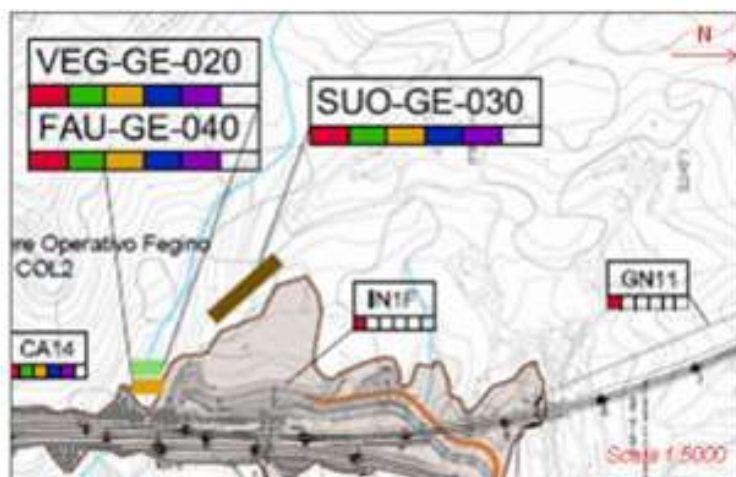 VEG-GE-020
FAU-GE-040
SUO-GE-030
N
re Operativo Fegino
COL2
CA14
IN1F
GN11
Scala 1:5000